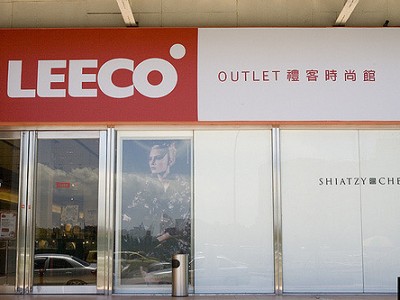 LEECO
OUTLET 禮客時尚館
SHIATZY CHE